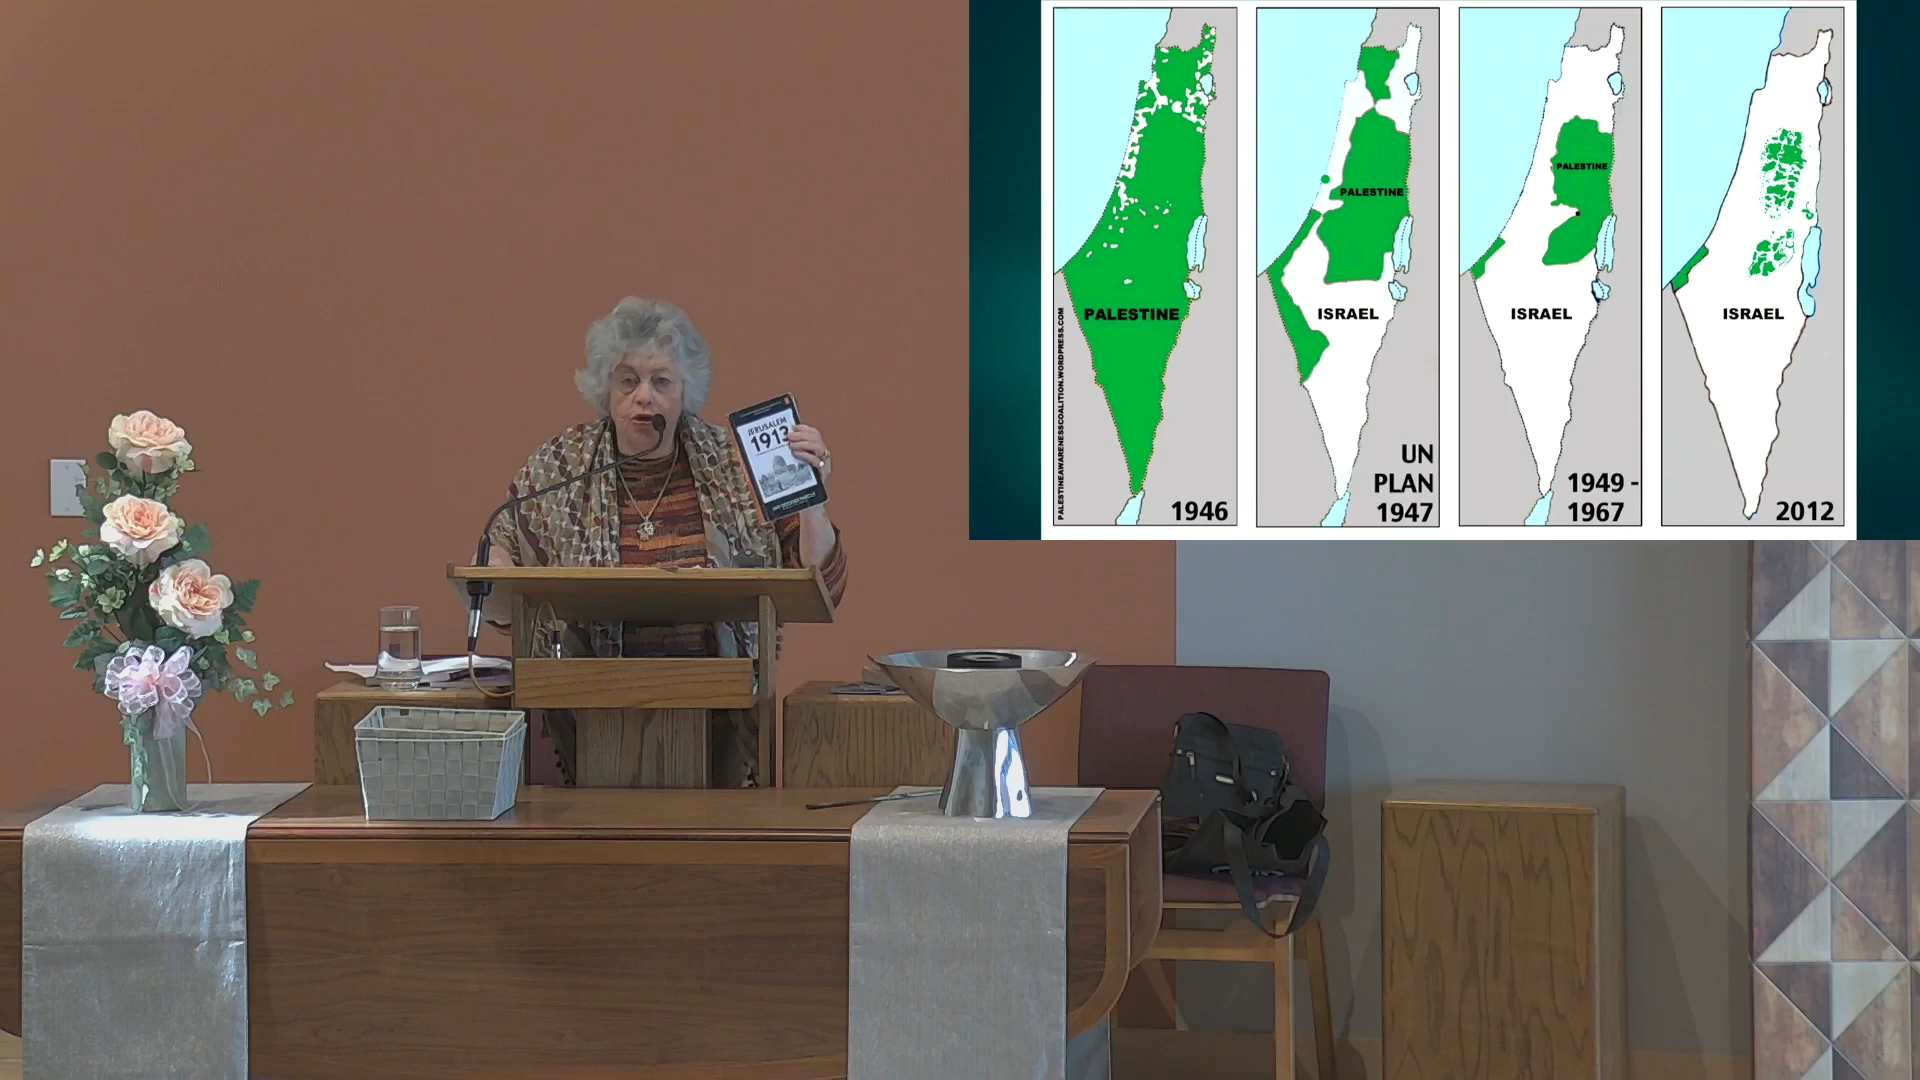 JERUSALEM
1913
PALESTINEAWARENESSCOALITION.WORDPRESS.COM
PALESTINE
1946
PALESTINE
ISRAEL
UN
PLAN
1947
PALESTINE
ISRAEL
1949 -
1967
ISRAEL
2012